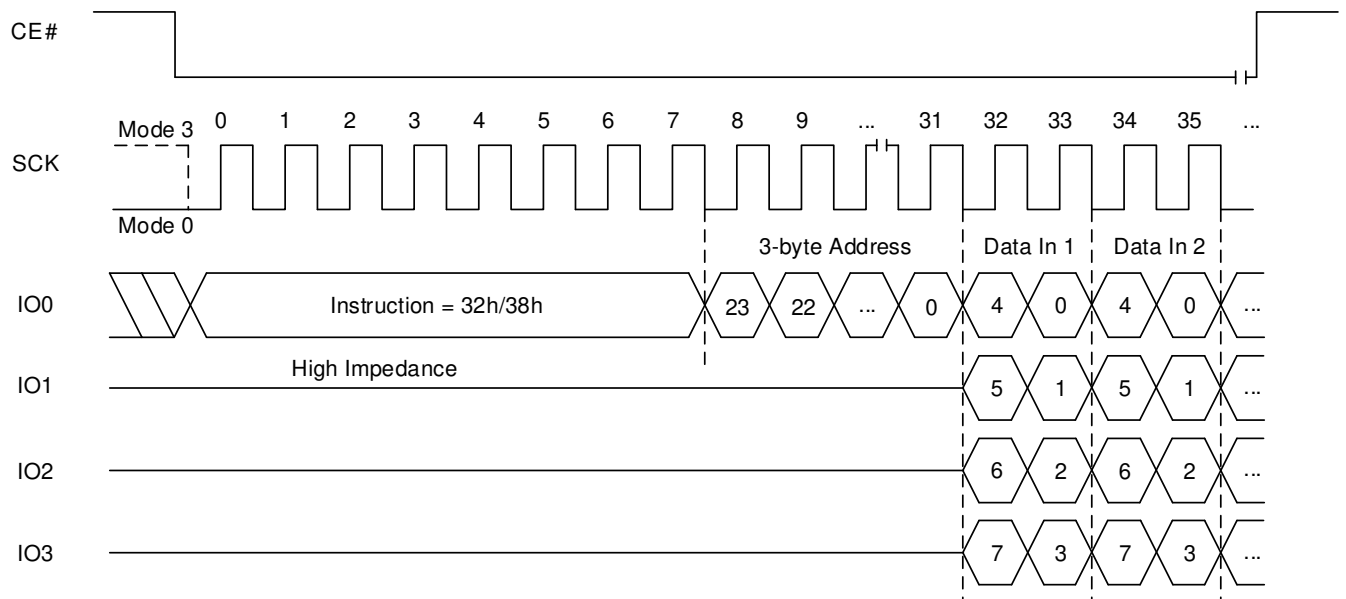 CE#
Mode 3 0 1 2 3 4 5 6 7 8 9 ... 31 32 33 34 35 ...
SCK
Mode 0
3-byte Address Data In 1 Data In 2
IO0 Instruction = 32h/38h 23 22 ... 0 4 0 4 0 ...
High Impedance
IO1 5 1 5 1 ...
IO2 6 2 6 2 ...
IO3 7 3 7 3 ...